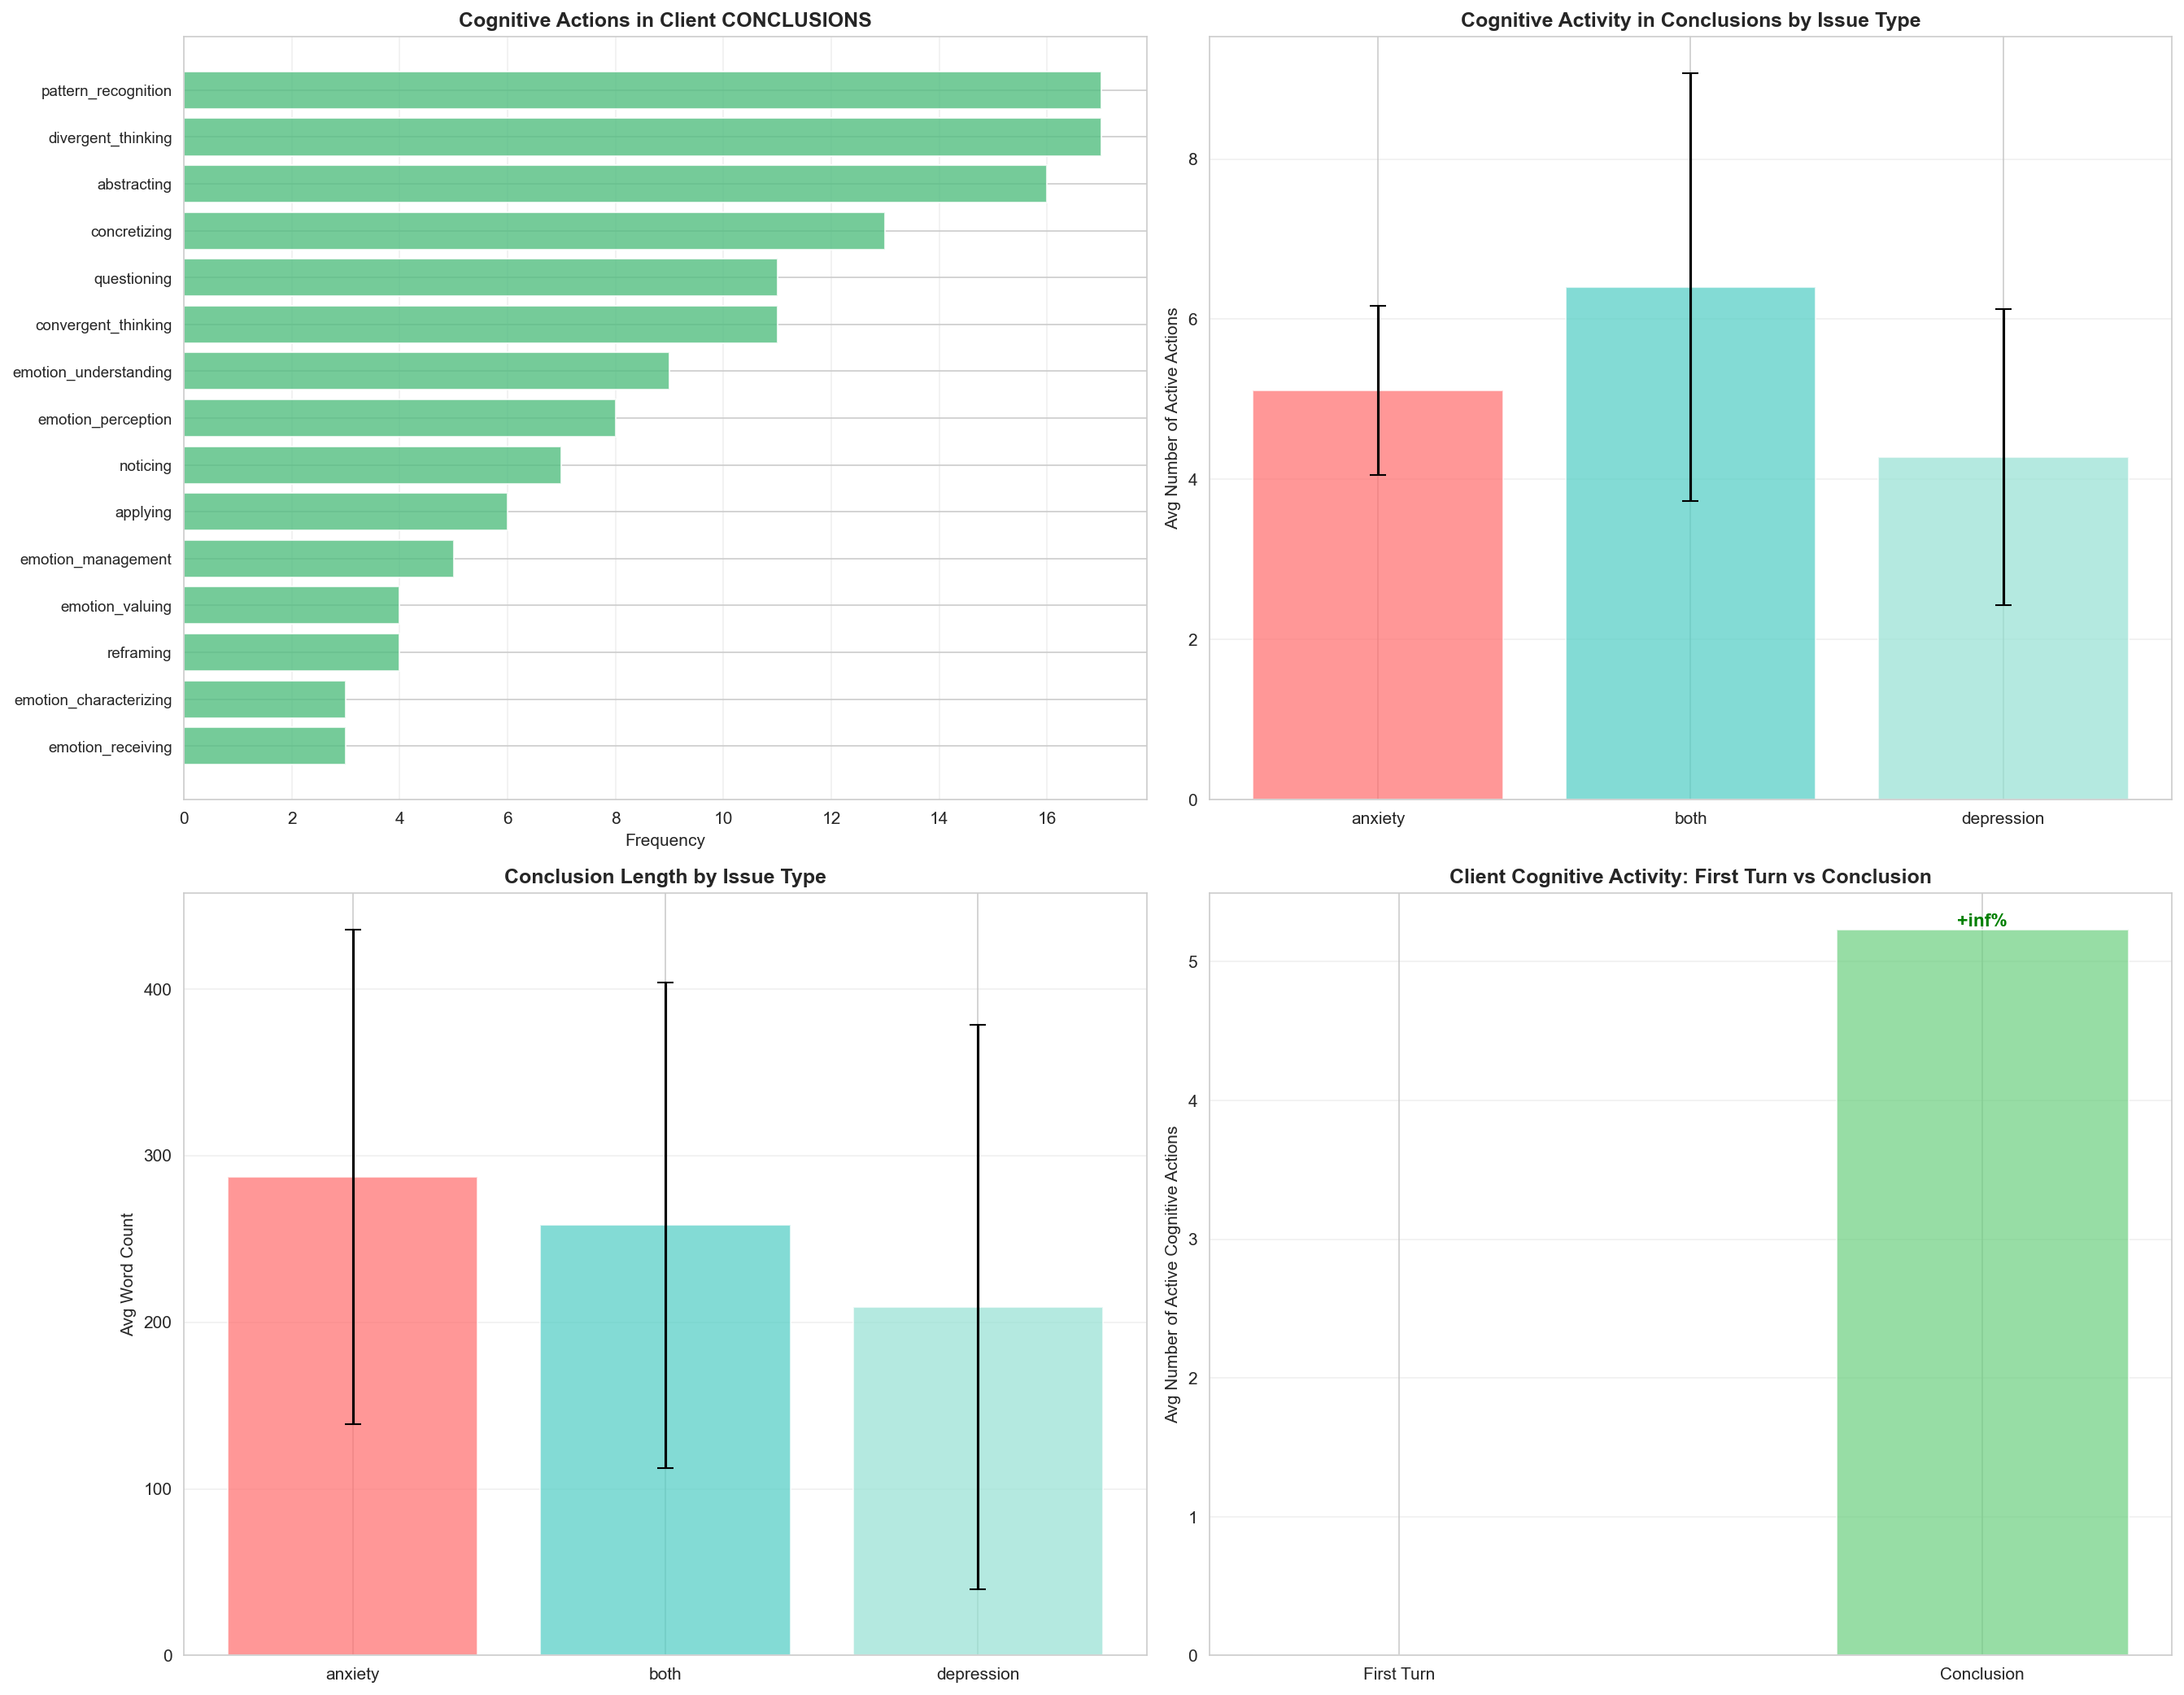 Cognitive Actions in Client CONCLUSIONS
pattern_recognition
divergent_thinking
abstracting
concretizing
questioning
convergent_thinking
emotion_understanding
emotion_perception
noticing
applying
emotion_management
emotion_valuing
reframing
emotion_characterizing
emotion_receiving
0 2 4 6 8 10 12 14 16
Frequency
Cognitive Activity in Conclusions by Issue Type
Avg Number of Active Actions
8
6
4
2
0
anxiety both depression
Conclusion Length by Issue Type
Avg Word Count
400
300
200
100
0
anxiety both depression
Client Cognitive Activity: First Turn vs Conclusion
+inf%
Avg Number of Active Cognitive Actions
5
4
3
2
1
0
First Turn Conclusion